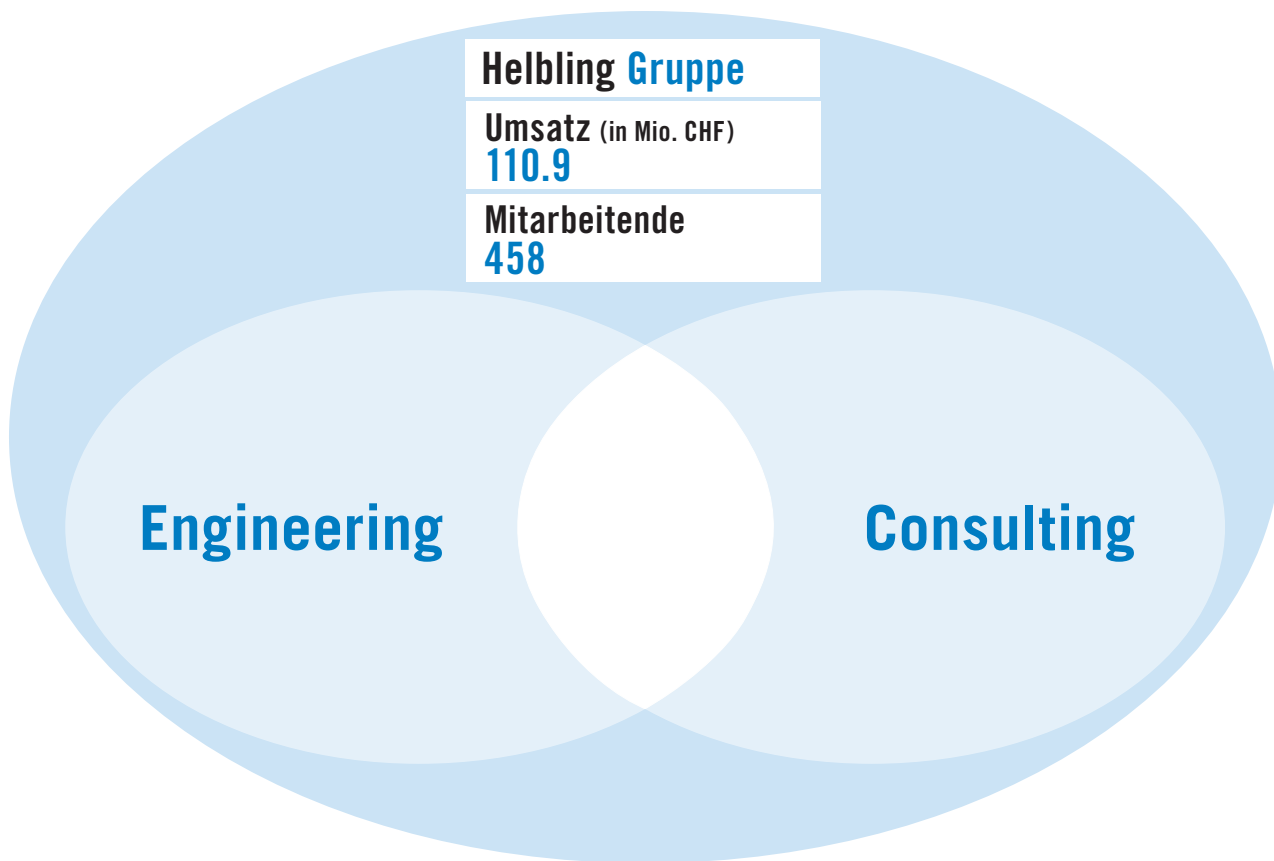 Helbling Gruppe
Umsatz (in Mio. CHF)
110.9
Mitarbeitende
458
Engineering
Consulting